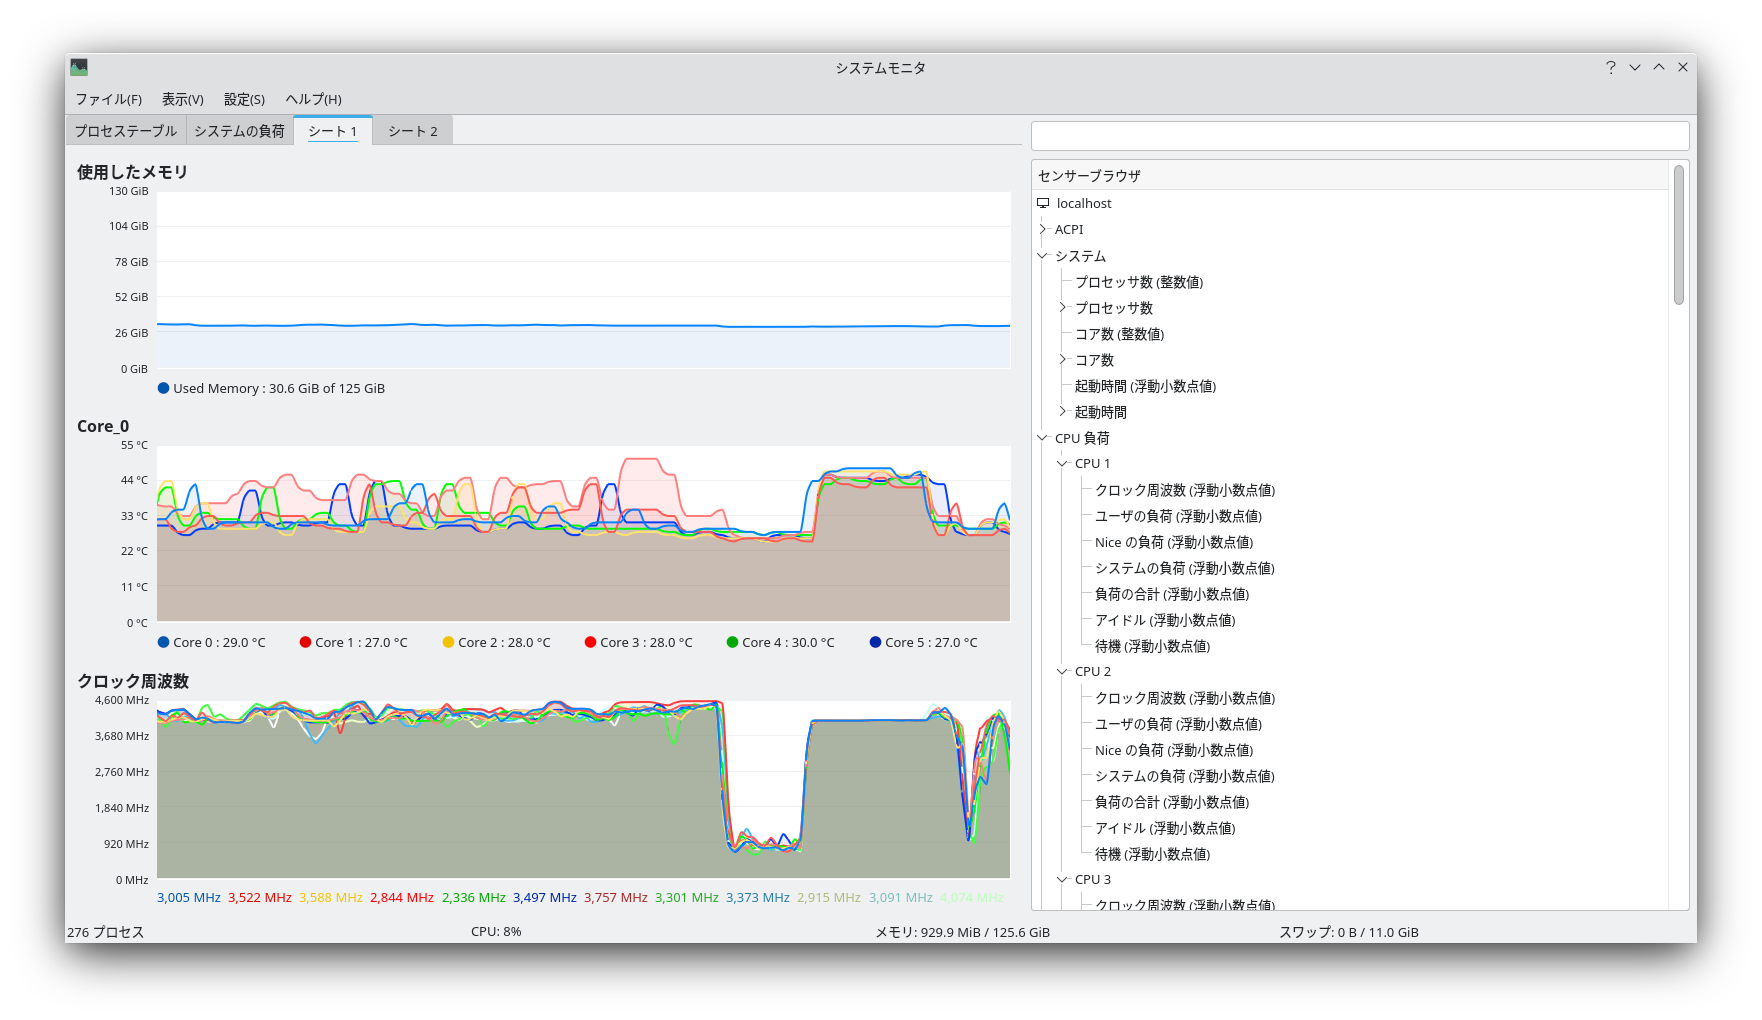 システムモニタ
ファイル(F) 表示(V) 設定(S) ヘルプ(H)
プロセステーブル システムの負荷 シート 1 シート 2
使用したメモリ
130 GiB
104 GiB
78 GiB
52 GiB
26 GiB
0 GiB
Used Memory : 30.6 GiB of 125 GiB
Core_0
55 °C
44 °C
33 °C
22 °C
11 °C
0 °C
Core 0 : 29.0 °C Core 1 : 27.0 °C Core 2 : 28.0 °C Core 3 : 28.0 °C Core 4 : 30.0 °C Core 5 : 27.0 °C
クロック周波数
4,600 MHz
3,680 MHz
2,760 MHz
1,840 MHz
920 MHz
0 MHz
3,005 MHz 3,522 MHz 3,588 MHz 2,844 MHz 2,336 MHz 3,497 MHz 3,757 MHz 3,301 MHz 3,373 MHz 2,915 MHz 3,091 MHz 4,074 MHz
センサーブラウザ
localhost
ACPI
システム
プロセッサ数 (整数値)
プロセッサ数
コア数 (整数値)
コア数
起動時間 (浮動小数点値)
起動時間
CPU 負荷
CPU 1
クロック周波数 (浮動小数点値)
ユーザの負荷 (浮動小数点値)
Nice の負荷 (浮動小数点値)
システムの負荷 (浮動小数点値)
負荷の合計 (浮動小数点値)
アイドル (浮動小数点値)
待機 (浮動小数点値)
CPU 2
クロック周波数 (浮動小数点値)
ユーザの負荷 (浮動小数点値)
Nice の負荷 (浮動小数点値)
システムの負荷 (浮動小数点値)
負荷の合計 (浮動小数点値)
アイドル (浮動小数点値)
待機 (浮動小数点値)
CPU 3
クロック周波数 (浮動小数点値)
276 プロセス CPU: 8% メモリ: 929.9 MiB / 125.6 GiB スワップ: 0 B / 11.0 GiB